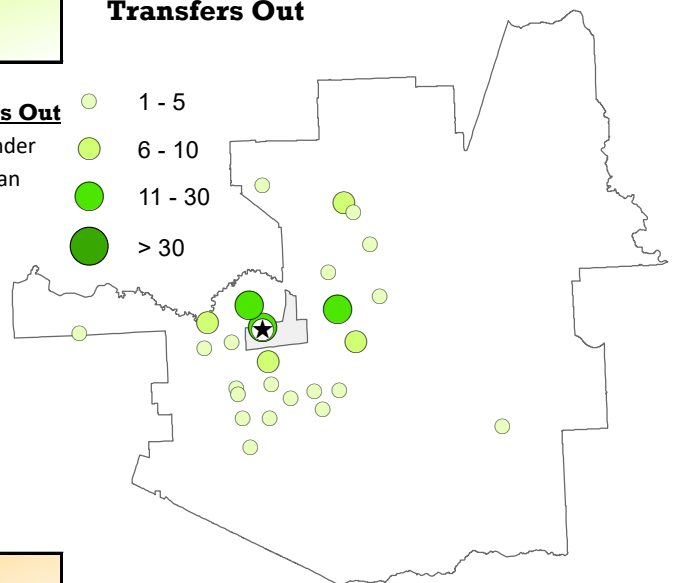 Transfers Out
s Out
nder
an
1 - 5
6 - 10
11 - 30
> 30